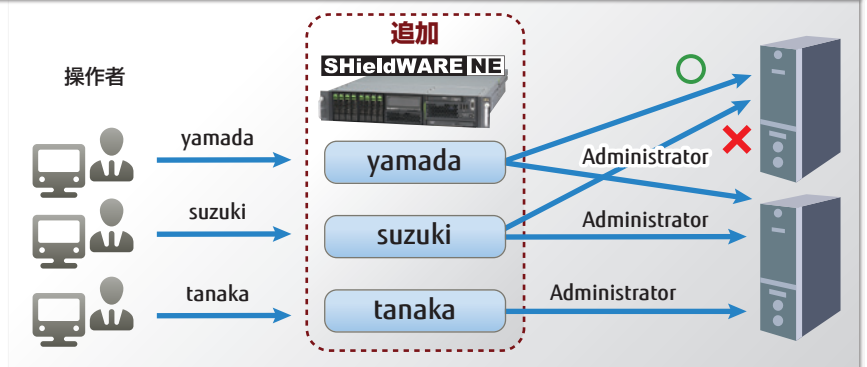 追加
SHieldWARE NE
操作者
yamada
yamada
Administrator
suzuki
suzuki
Administrator
tanaka
tanaka
Administrator